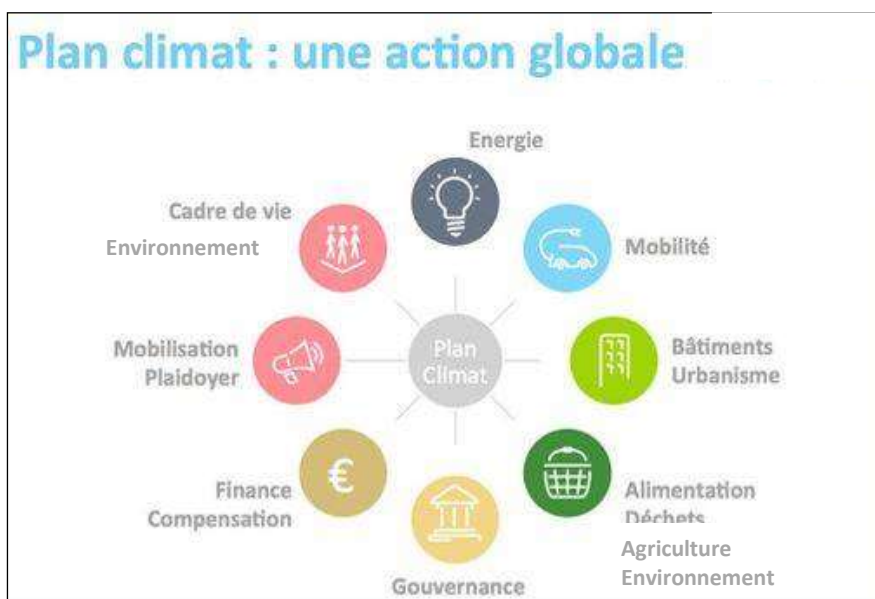 Plan climat : une action globale
Energie
Cadre de vie
Environnement
Mobilité
Mobilisation
Plaidoyer
Plan
Climat
Bâtiments
Urbanisme
Finance
Compensation
€
Alimentation
Déchets
Agriculture
Environnement
Gouvernance